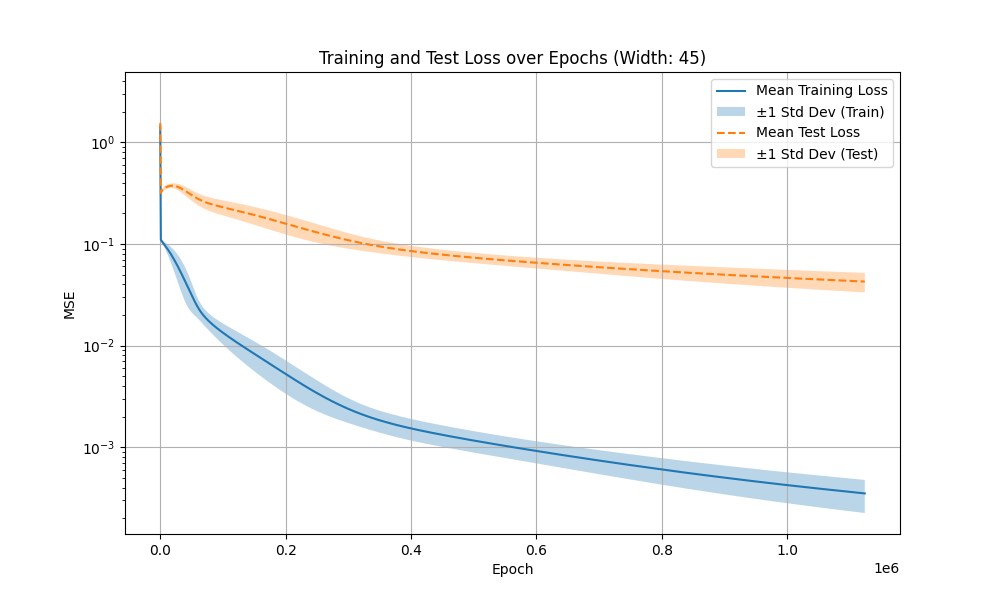 Training and Test Loss over Epochs (Width: 45)
Mean Training Loss
±1 Std Dev (Train)
Mean Test Loss
±1 Std Dev (Test)
MSE
10⁰
10⁻¹
10⁻²
10⁻³
0.0 0.2 0.4 0.6 0.8 1.0
1e6
Epoch